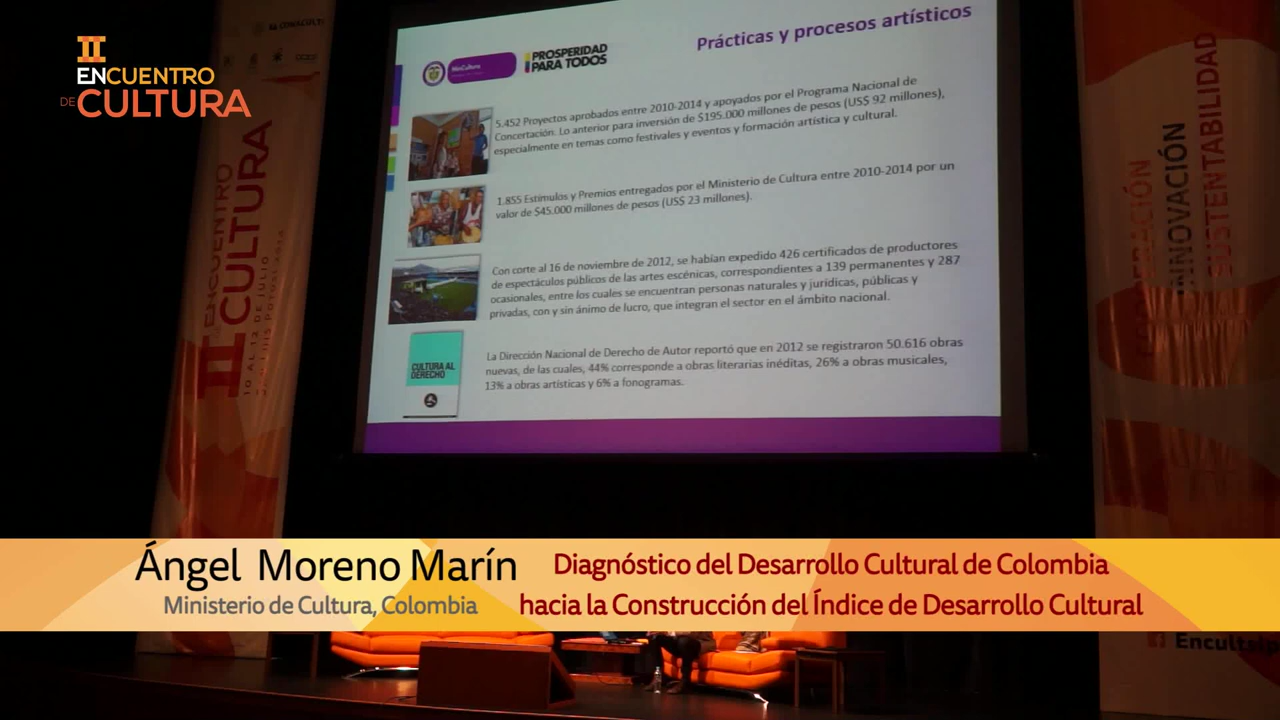 II
ENCUENTRO
DE CULTURA
Prácticas y procesos artísticos
MinCultura
PROSPERIDAD
PARA TODOS
5.452 Proyectos aprobados entre 2010-2014 y apoyados por el Programa Nacional de
Concertación. Lo anterior para inversión de $195.000 millones de pesos (US$ 92 millones),
especialmente en temas como festivales y eventos y formación artística y cultural.
1.855 Estímulos y Premios entregados por el Ministerio de Cultura entre 2010-2014 por un
valor de $45.000 millones de pesos (US$ 23 millones).
Con corte al 16 de noviembre de 2012, se habían expedido 426 certificados de productores
de espectáculos públicos de las artes escénicas, correspondientes a 139 permanentes y 287
ocasionales, entre los cuales se encuentran personas naturales y jurídicas, públicas y
privadas, con y sin ánimo de lucro, que integran el sector en el ámbito nacional.
CULTURA AL
DERECHO
La Dirección Nacional de Derecho de Autor reportó que en 2012 se registraron 50.616 obras
nuevas, de las cuales, 44% corresponde a obras literarias inéditas, 26% a obras musicales,
13% a obras artísticas y 6% a fonogramas.
II ENCUENTRO
CULTURA
10 AL 12 DE JULIO
INNOVACIÓN
SUSTENTABILIDAD
Ángel Moreno Marín
Ministerio de Cultura, Colombia
Diagnóstico del Desarrollo Cultural de Colombia
hacia la Construcción del Índice de Desarrollo Cultural
Encultslp